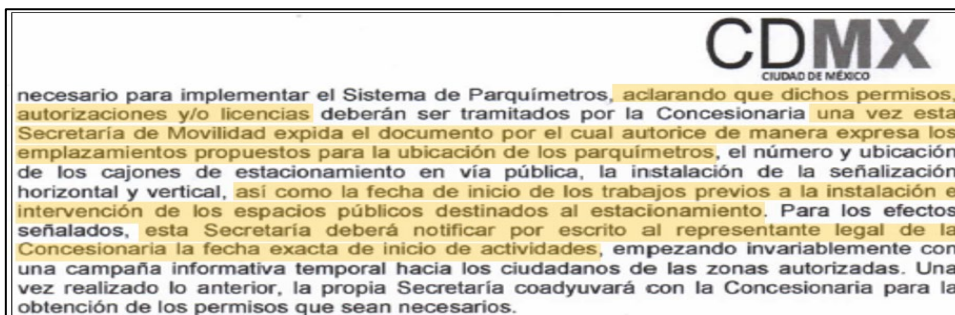 CDMX
CIUDAD DE MÉXICO
necesario para implementar el Sistema de Parquímetros, aclarando que dichos permisos,
autorizaciones y/o licencias deberán ser tramitados por la Concesionaria una vez esta
Secretaría de Movilidad expida el documento por el cual autorice de manera expresa los
emplazamientos propuestos para la ubicación de los parquímetros, el número y ubicación
de los cajones de estacionamiento en vía pública, la instalación de la señalización
horizontal y vertical, así como la fecha de inicio de los trabajos previos a la instalación e
intervención de los espacios públicos destinados al estacionamiento. Para los efectos
señalados, esta Secretaría deberá notificar por escrito al representante legal de la
Concesionaria la fecha exacta de inicio de actividades, empezando invariablemente con
una campaña informativa temporal hacia los ciudadanos de las zonas autorizadas. Una
vez realizado lo anterior, la propia Secretaría coadyuvará con la Concesionaria para la
obtención de los permisos que sean necesarios.